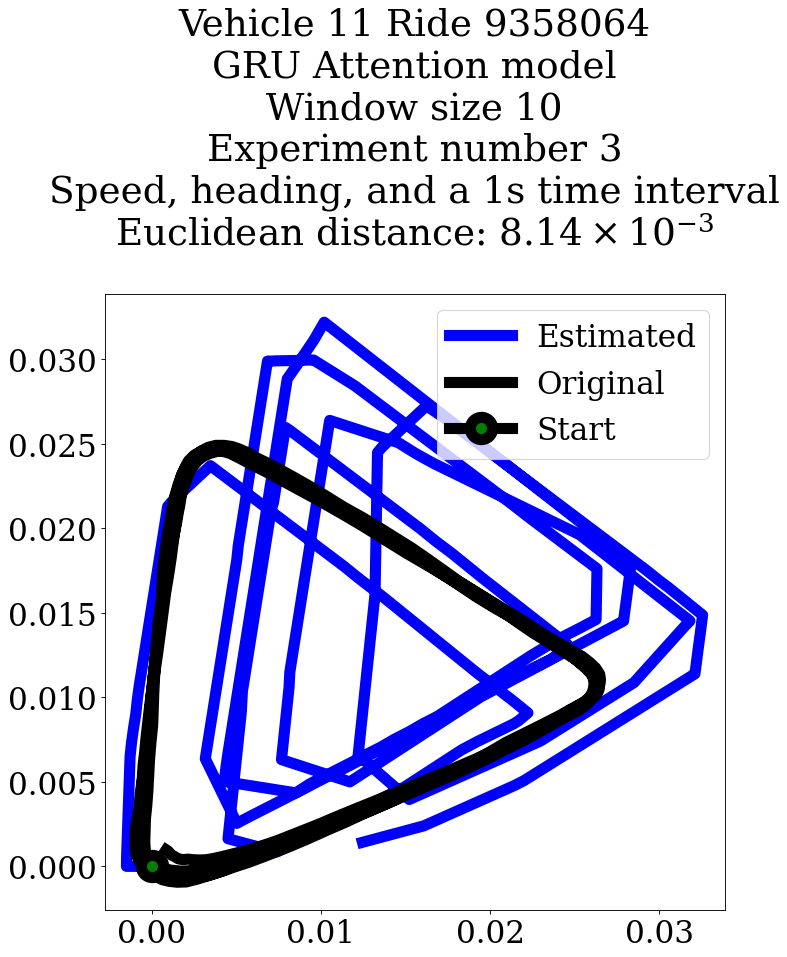 Vehicle 11 Ride 9358064
GRU Attention model
Window size 10
Experiment number 3
Speed, heading, and a 1s time interval
Euclidean distance: 8.14 × 10⁻³
Estimated
Original
Start
0.030
0.025
0.020
0.015
0.010
0.005
0.000
0.00 0.01 0.02 0.03